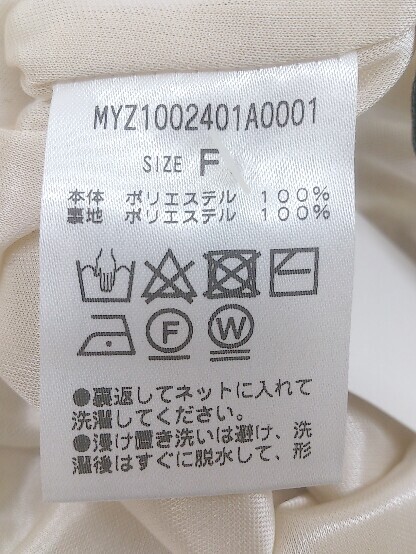 MYZ1002401A0001
SIZE F
本体 ポリエステル 100%
裏地 ポリエステル 100%
F W
●裏返してネットに入れて
洗濯してください。
●浸け置き洗いは避け、洗
濯後はすぐに脱水して、形